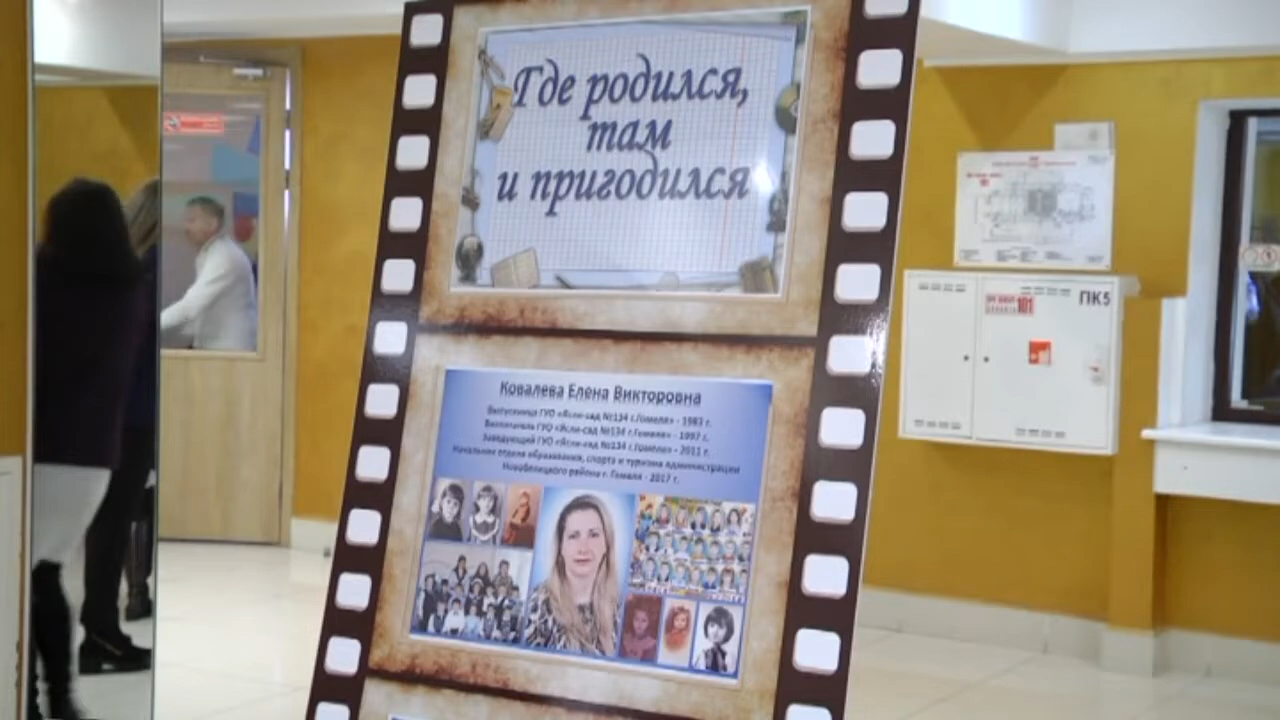 Где родился,
там
и пригодился
Ковалева Елена Викторовна
Выпускница ГУО «Ясли-сад №134 г.Гомеля» - 1983 г.
Воспитатель ГУО «Ясли-сад №134 г.Гомеля» - 1997 г.
Заведующий ГУО «Ясли-сад №134 г.Гомеля» - 2011 г.
Начальник отдела образования, спорта и туризма администрации
Новобелицкого района г. Гомеля - 2017 г.
ПК5
101